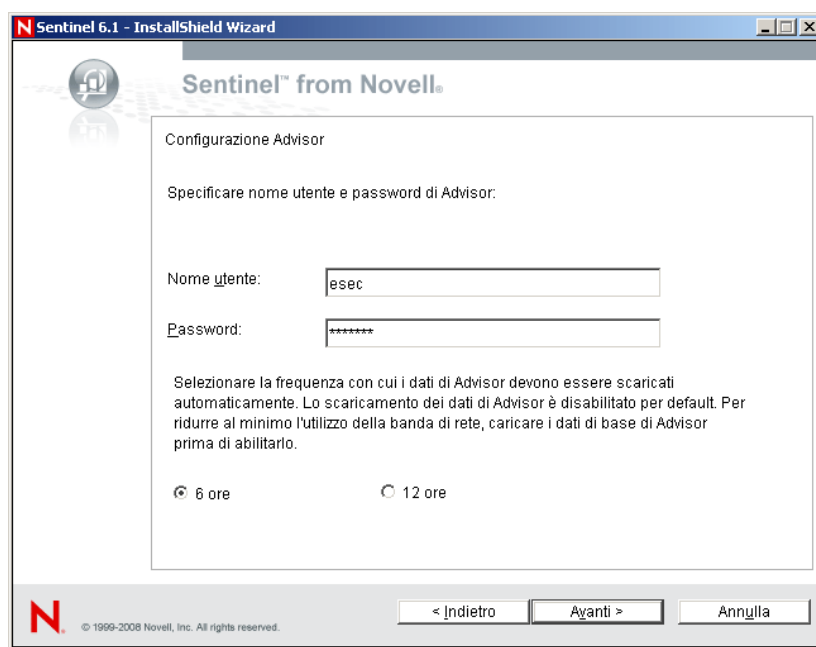 Sentinel 6.1 - InstallShield Wizard
Sentinel™ from Novell®
Configurazione Advisor
Specificare nome utente e password di Advisor:
Nome utente:
esec
Password:
*******
Selezionare la frequenza con cui i dati di Advisor devono essere scaricati
automaticamente. Lo scaricamento dei dati di Advisor è disabilitato per default. Per
ridurre al minimo l'utilizzo della banda di rete, caricare i dati di base di Advisor
prima di abilitarlo.
6 ore
12 ore
N. © 1999-2008 Novell, Inc. All rights reserved.
< Indietro
Avanti >
Annulla